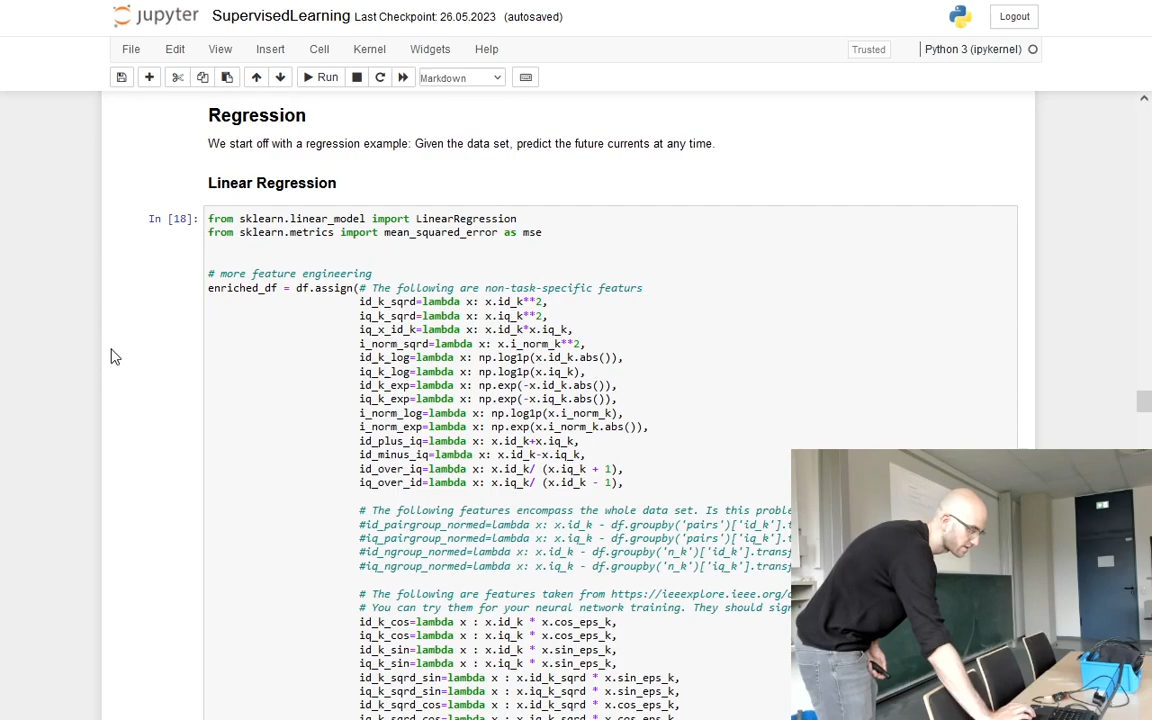 jupyter SupervisedLearning Last Checkpoint: 26.05.2023 (autosaved)
Logout
File Edit View Insert Cell Kernel Widgets Help
Trusted
Python 3 (ipykernel)
Run
Markdown
Regression
We start off with a regression example: Given the data set, predict the future currents at any time.
Linear Regression
In [18]:
from sklearn.linear_model import LinearRegression
from sklearn.metrics import mean_squared_error as mse
# more feature engineering
enriched_df = df.assign(# The following are non-task-specific featurs
id_k_sqrd=lambda x: x.id_k**2,
iq_k_sqrd=lambda x: x.iq_k**2,
iq_x_id_k=lambda x: x.id_k*x.iq_k,
i_norm_sqrd=lambda x: x.i_norm_k**2,
id_k_log=lambda x: np.log1p(x.id_k.abs()),
iq_k_log=lambda x: np.log1p(x.iq_k),
id_k_exp=lambda x: np.exp(-x.id_k.abs()),
iq_k_exp=lambda x: np.exp(-x.iq_k.abs()),
i_norm_log=lambda x: np.log1p(x.i_norm_k),
i_norm_exp=lambda x: np.exp(x.i_norm_k.abs()),
id_plus_iq=lambda x: x.id_k+x.iq_k,
id_minus_iq=lambda x: x.id_k-x.iq_k,
id_over_iq=lambda x: x.id_k/ (x.iq_k + 1),
iq_over_id=lambda x: x.iq_k/ (x.id_k - 1),
# The following features encompass the whole data set. Is this
#id_pairgroup_normed=lambda x: x.id_k - df.groupby('pairs')['id_k'].
#iq_pairgroup_normed=lambda x: x.iq_k - df.groupby('pairs')['iq_k'].
#id_ngroup_normed=lambda x: x.id_k - df.groupby('n_k')['id_k'].
#iq_ngroup_normed=lambda x: x.iq_k - df.groupby('n_k')['iq_k'].
# The following are features taken from https://ieeexplore.ieee.org/
# You can try them for your neural network training. They should
id_k_cos=lambda x : x.id_k * x.cos_eps_k,
iq_k_cos=lambda x : x.iq_k * x.cos_eps_k,
id_k_sin=lambda x : x.id_k * x.sin_eps_k,
iq_k_sin=lambda x : x.iq_k * x.sin_eps_k,
id_k_sqrd_sin=lambda x : x.id_k_sqrd * x.sin_eps_k,
iq_k_sqrd_sin=lambda x : x.iq_k_sqrd * x.sin_eps_k,
id_k_sqrd_cos=lambda x : x.id_k_sqrd * x.cos_eps_k,
iq_k_sqrd_cos=lambda x : x.iq_k_sqrd * x.cos_eps_k,